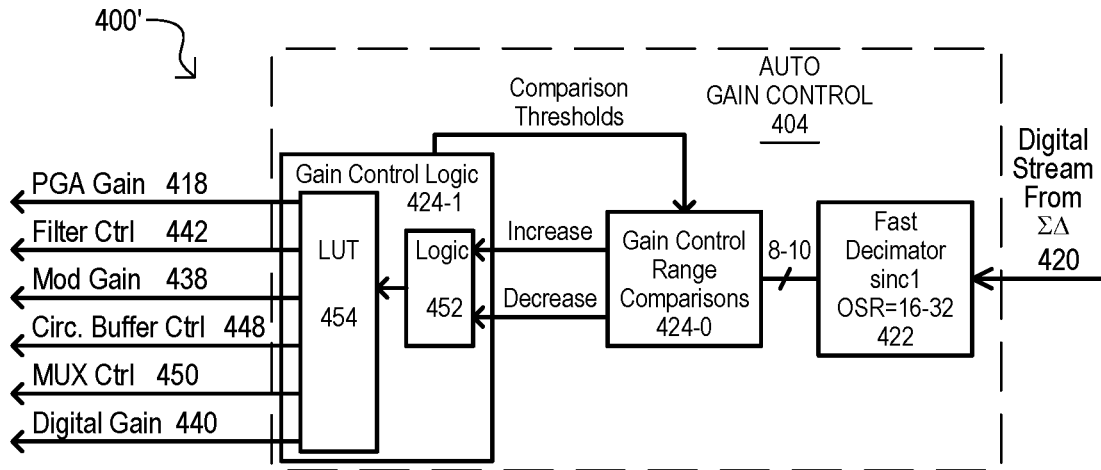 400'
AUTO
GAIN CONTROL
404
Comparison
Thresholds
Digital
Stream
From
ΣΔ
420
PGA Gain 418
Filter Ctrl 442
Mod Gain 438
Circ. Buffer Ctrl 448
MUX Ctrl 450
Digital Gain 440
Gain Control Logic
424-1
LUT
454
Logic
452
Increase
Decrease
Gain Control
Range
Comparisons
424-0
8-10
Fast
Decimator
sinc1
OSR=16-32
422